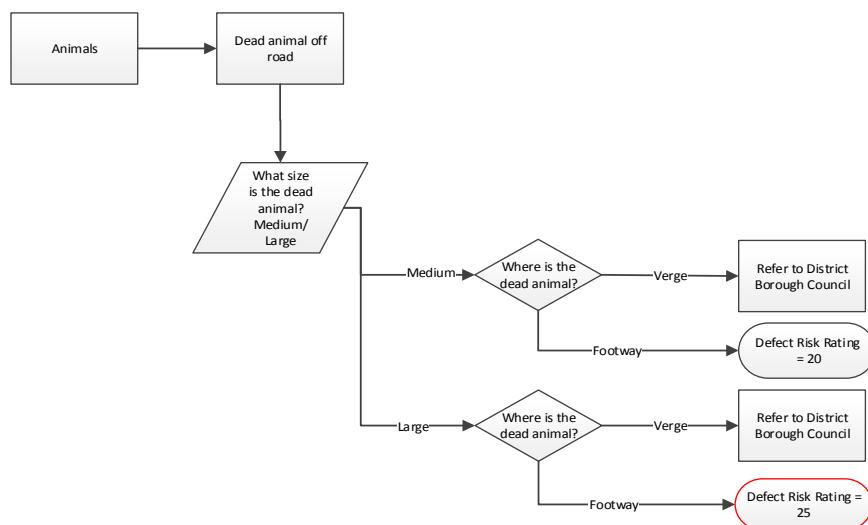 Animals
Dead animal off
road
What size
is the dead
animal?
Medium/
Large
Medium
Where is the
dead animal?
Verge
Refer to District
Borough Council
Footway
Defect Risk Rating
= 20
Large
Where is the
dead animal?
Verge
Refer to District
Borough Council
Footway
Defect Risk Rating =
25